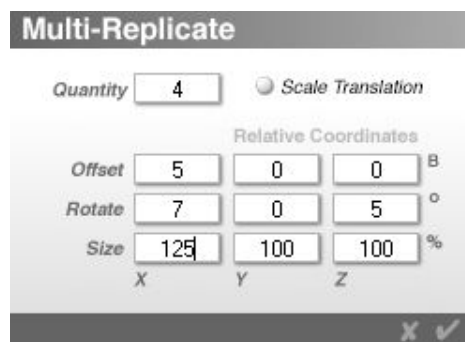 Multi-Replicate
Quantity 4 Scale Translation
Relative Coordinates
Offset 5 0 0 B
Rotate 7 0 5 °
Size 125 100 100 %
X Y Z